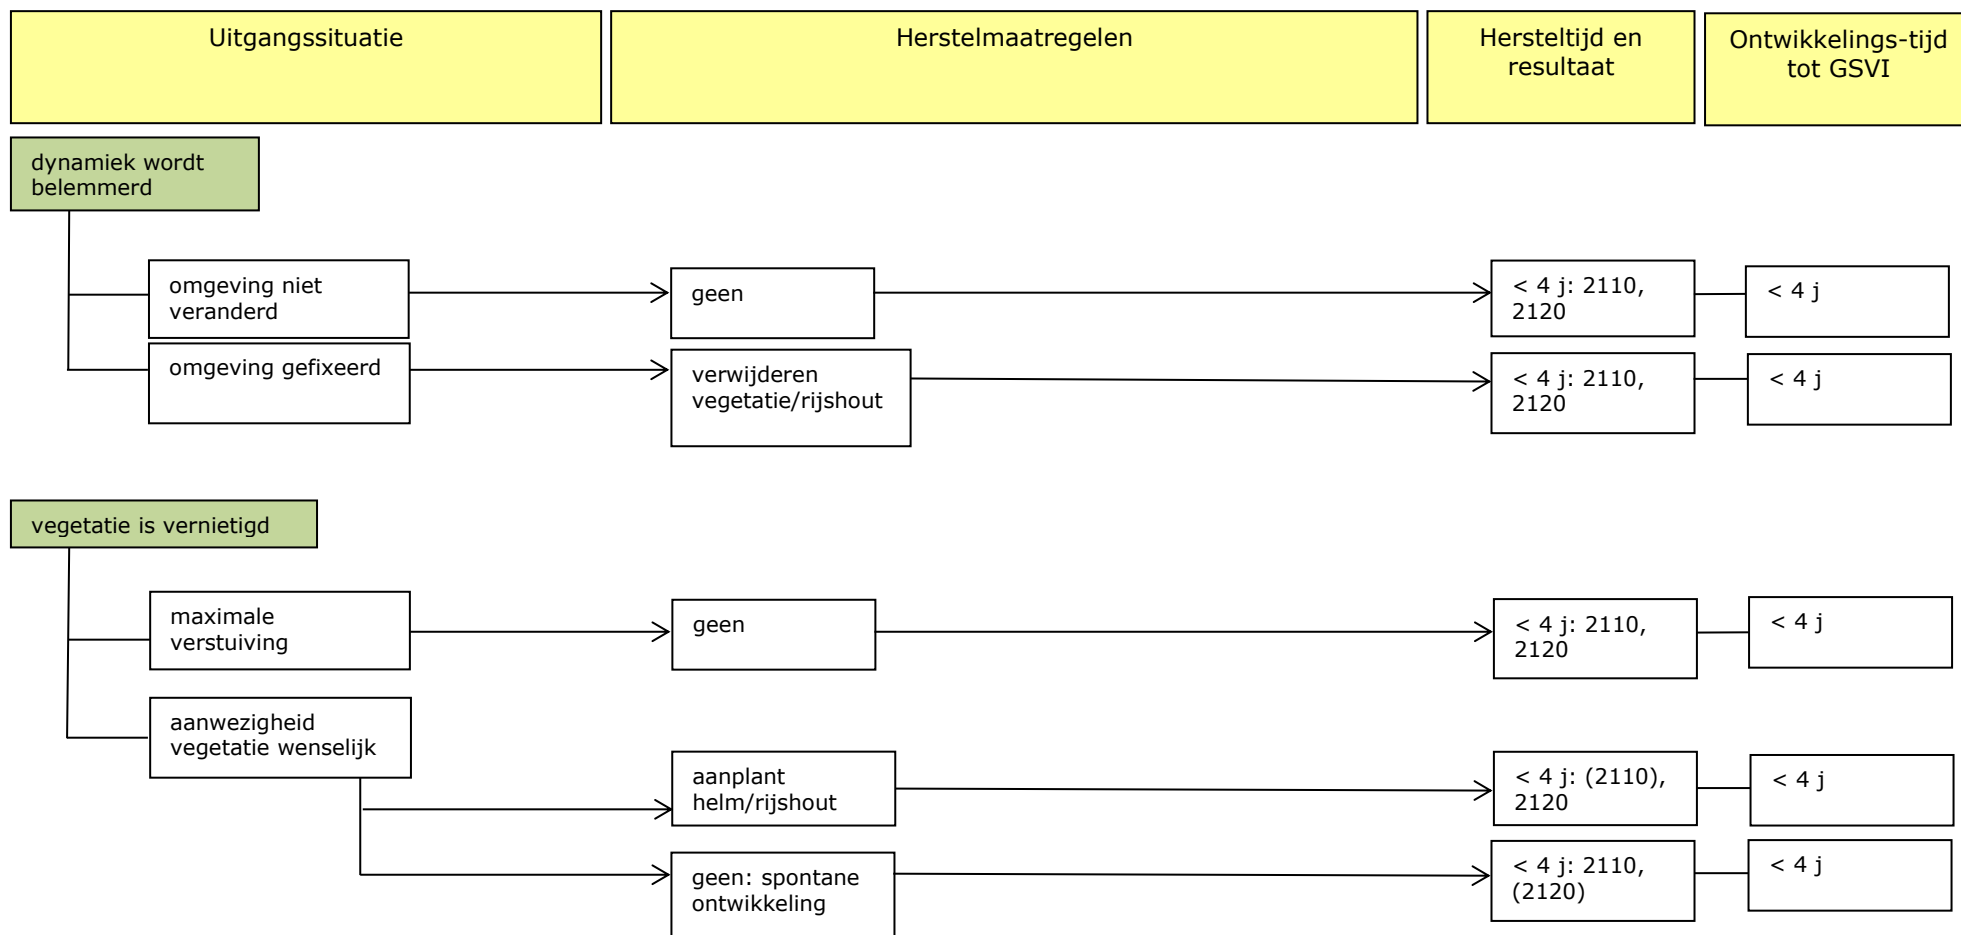 Uitgangssituatie
Herstelmaatregelen
Hersteltijd en
resultaat
Ontwikkelings-tijd
tot GSVI
dynamiek wordt
belemmerd
omgeving niet
veranderd
geen
< 4 j: 2110,
2120
< 4 j
omgeving gefixeerd
verwijderen
vegetatie/rijshout
< 4 j: 2110,
2120
< 4 j
vegetatie is vernietigd
maximale
verstuiving
geen
< 4 j: 2110,
2120
< 4 j
aanwezigheid
vegetatie wenselijk
aanplant
helm/rijshout
< 4 j: (2110),
2120
< 4 j
geen: spontane
ontwikkeling
< 4 j: 2110,
(2120)
< 4 j